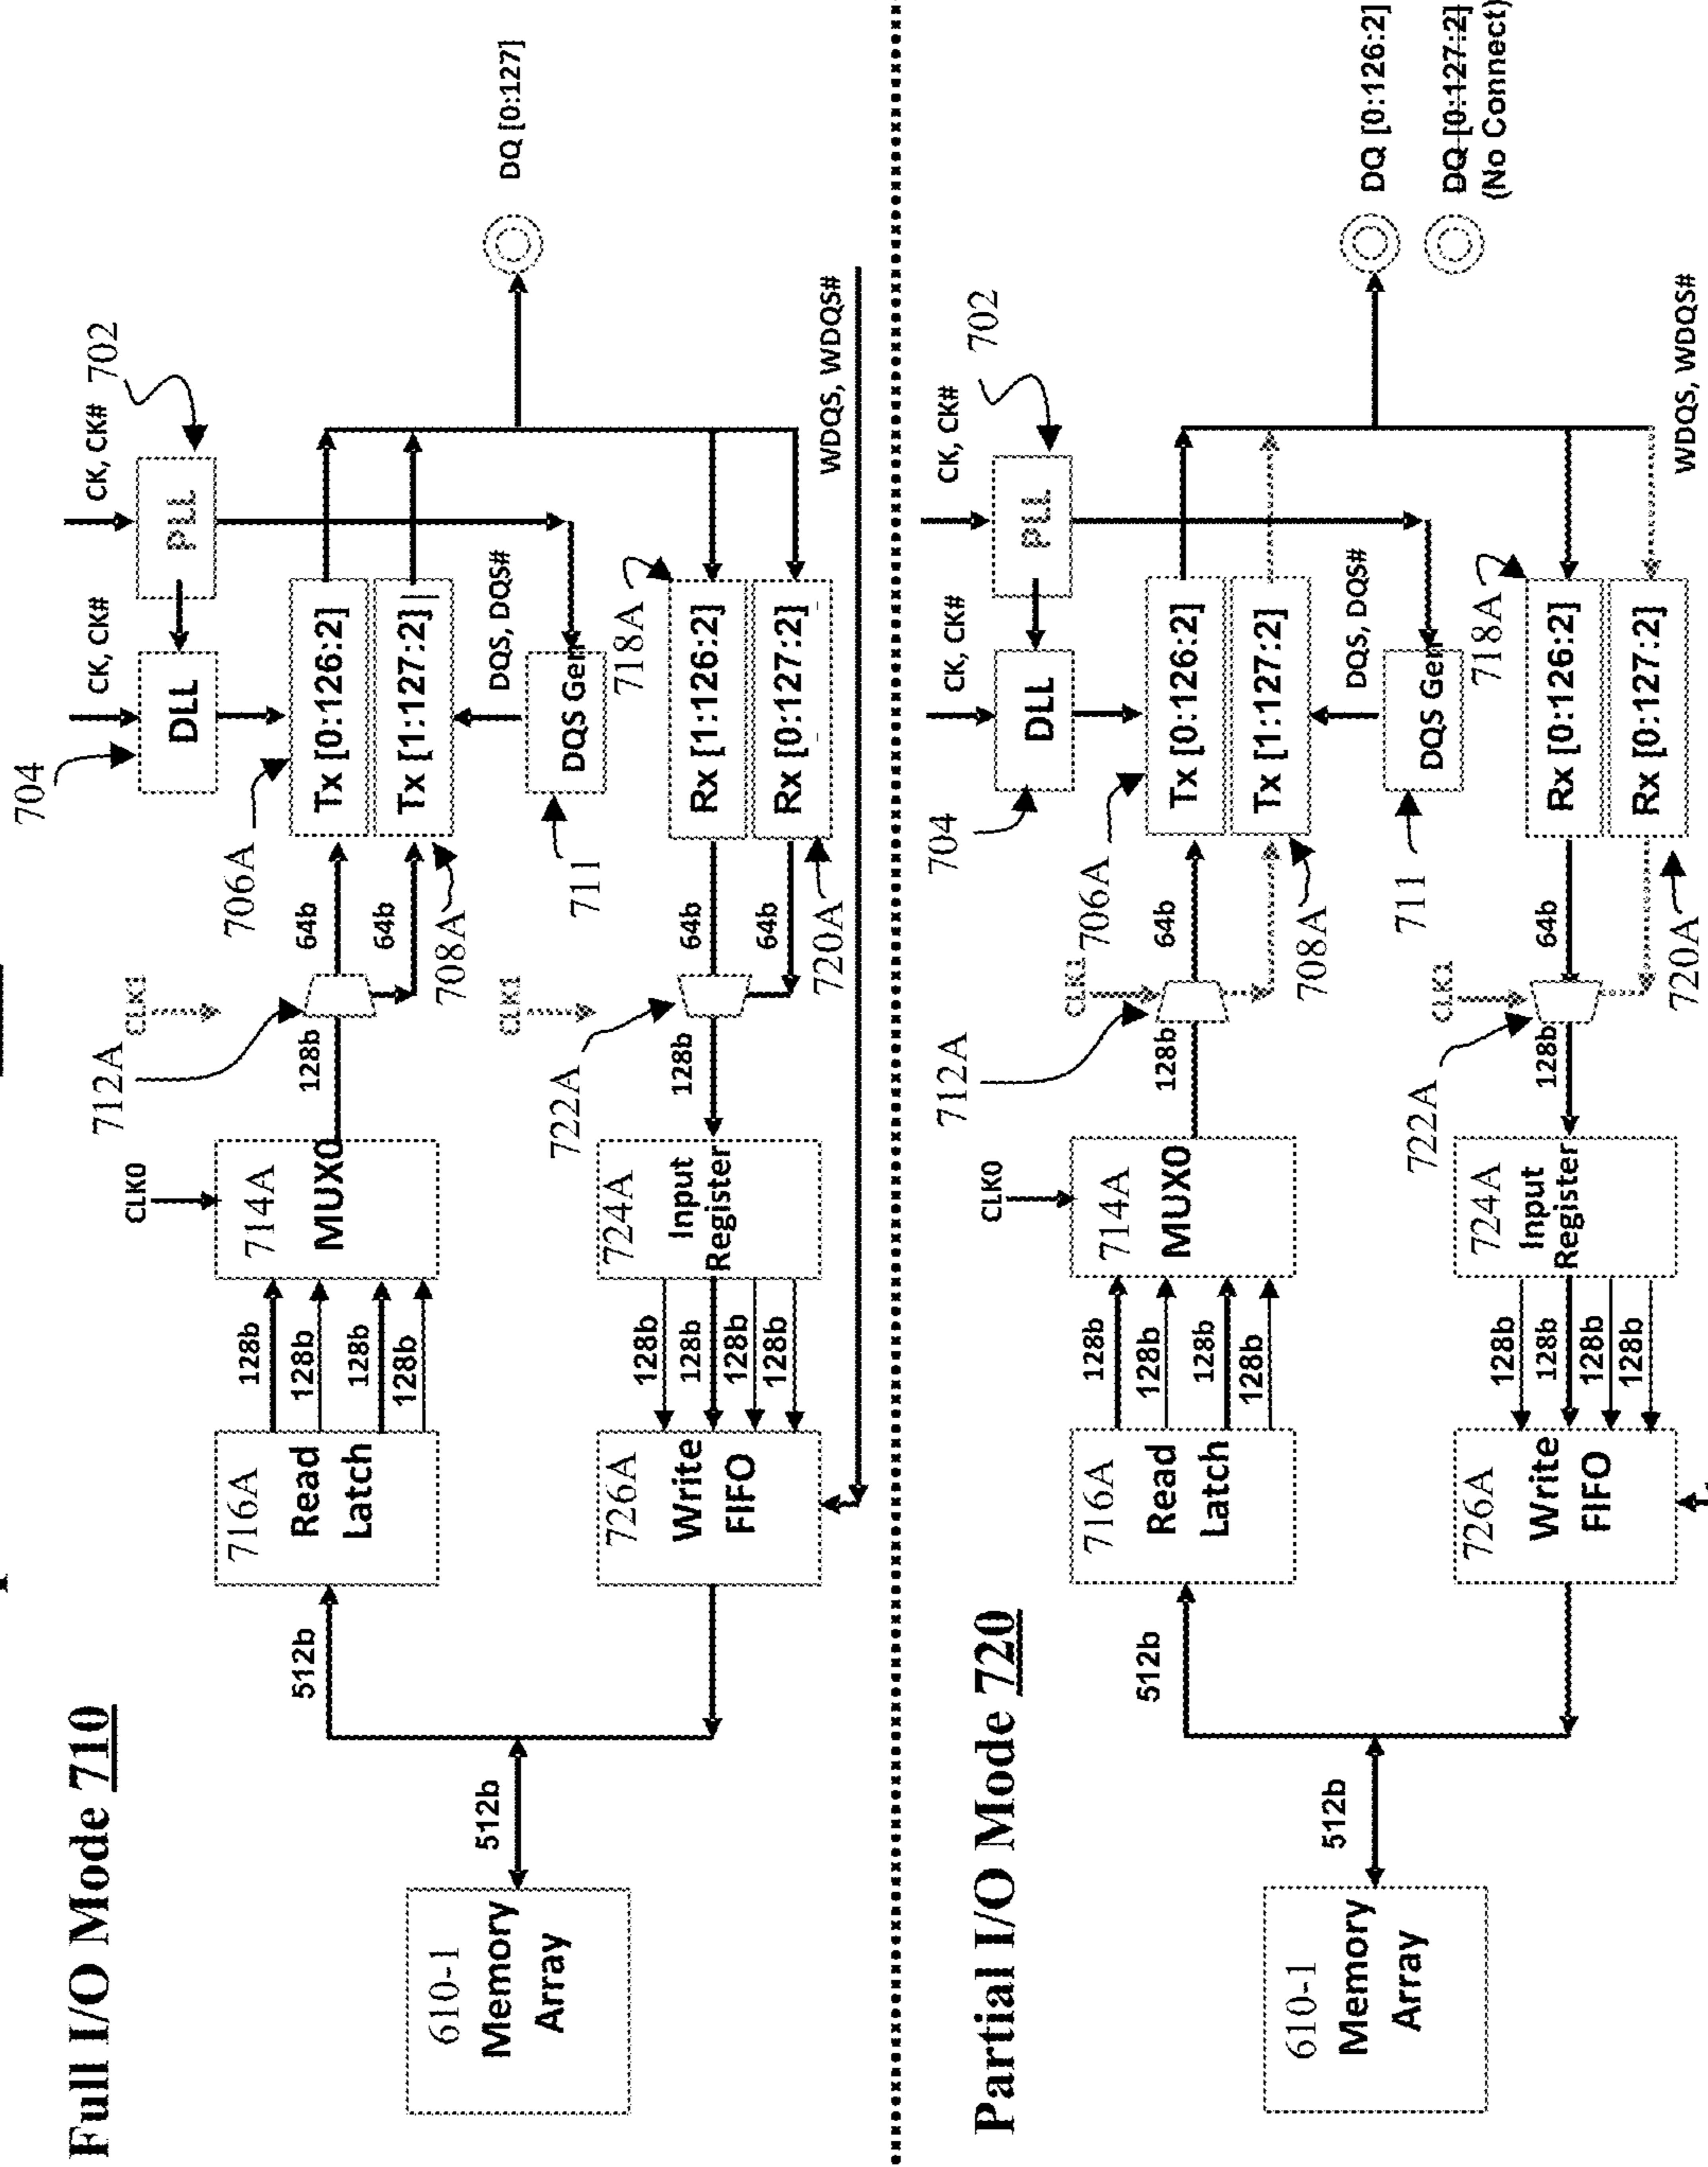 Full I/O Mode 710
610-1
Memory
Array
512b
512b
716A
Read
Latch
128b
128b
128b
128b
CLK0
714A
MUX0
712A
128b
CLK1
64b
64b
706A
708A
704
CK, CK#
DLL
CK, CK#
702
PLL
Tx [0:126:2]
Tx [1:127:2]
DQS, DQS#
DQS Gen
711
718A
Rx [1:126:2]
Rx [0:127:2]
720A
64b
64b
CLK1
722A
128b
724A
Input
Register
128b
128b
128b
128b
726A
Write
FIFO
WDQS, WDQS#
DQ [0:127]
Partial I/O Mode 720
610-1
Memory
Array
512b
512b
716A
Read
Latch
128b
128b
128b
128b
CLK0
714A
MUX0
712A
128b
CLK1
64b
706A
708A
704
CK, CK#
DLL
CK, CK#
702
PLL
Tx [0:126:2]
Tx [1:127:2]
DQS, DQS#
DQS Gen
711
718A
Rx [0:126:2]
Rx [0:127:2]
720A
64b
CLK1
722A
128b
724A
Input
Register
128b
128b
128b
128b
726A
Write
FIFO
WDQS, WDQS#
DQ [0:126:2]
DQ [0:127:2]
(No Connect)